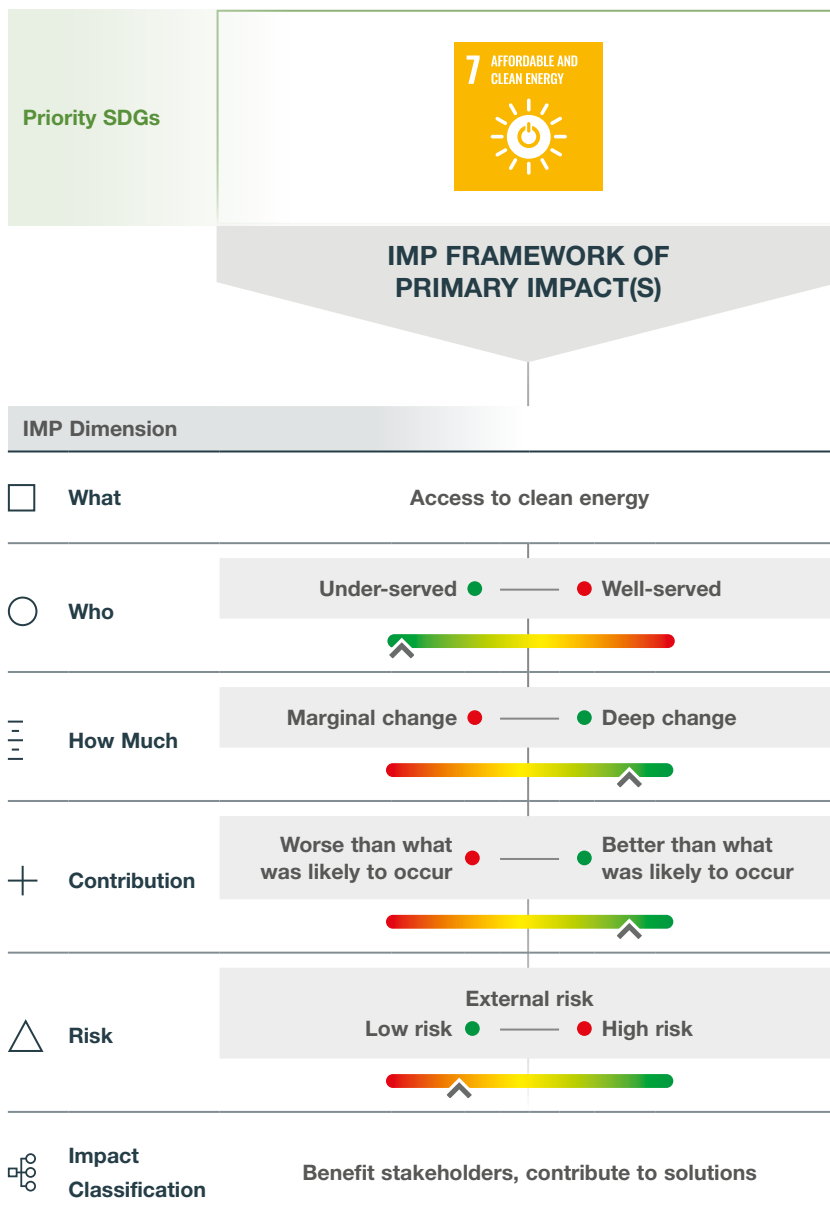 Priority SDGs
7 AFFORDABLE AND
CLEAN ENERGY
IMP FRAMEWORK OF
PRIMARY IMPACT(S)
IMP Dimension
What
Access to clean energy
Who
Under-served
Well-served
How Much
Marginal change
Deep change
Contribution
Worse than what
was likely to occur
Better than what
was likely to occur
Risk
External risk
Low risk
High risk
Impact
Classification
Benefit stakeholders, contribute to solutions